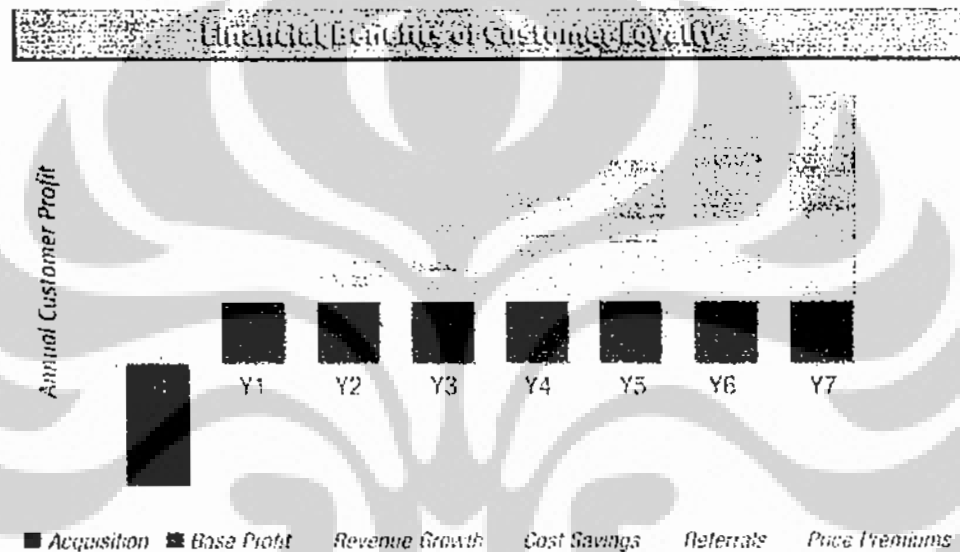 Financial Benefits of Customer Loyalty
Annual Customer Profit
Y1 Y2 Y3 Y4 Y5 Y6 Y7
Acquisition Base Profit Revenue Growth Cost Savings Referrals Price Premiums